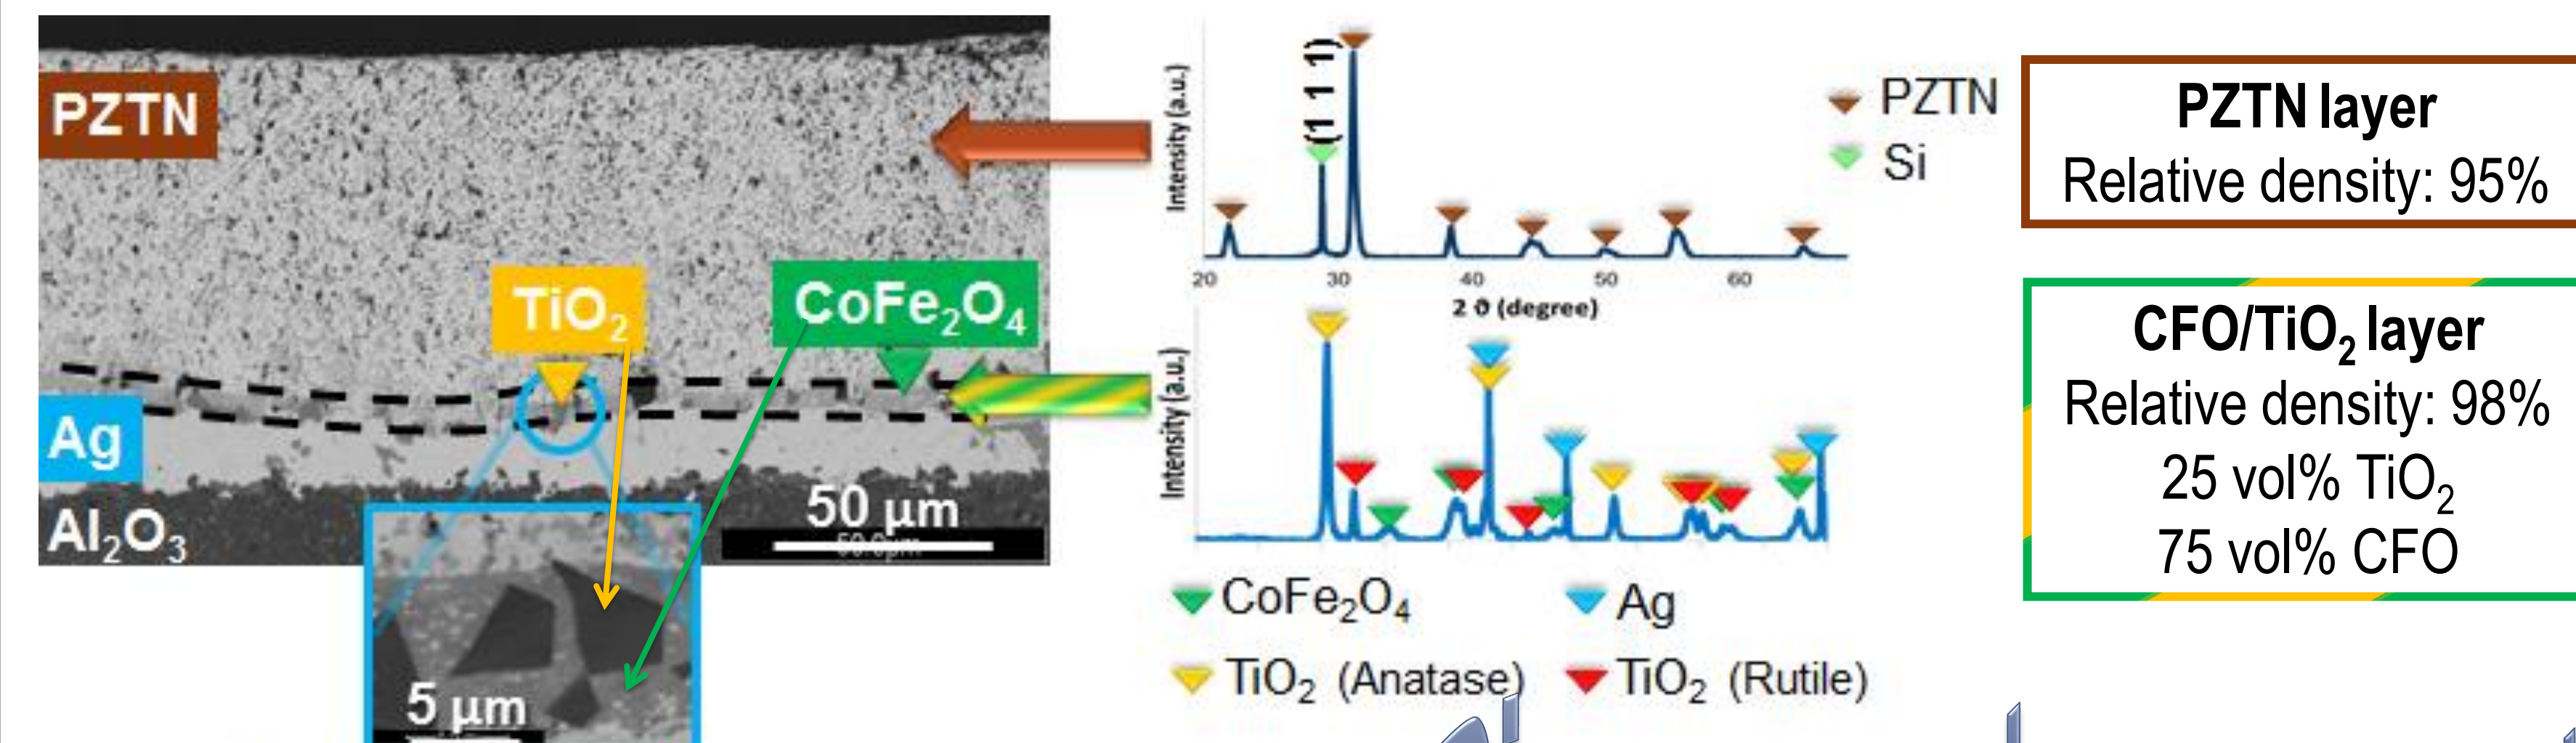 PZTN
TiO₂
CoFe₂O₄
Ag
Al₂O₃
50 µm
50.0µm
5 µm
Intensity (a.u.)
(1 1 1)
PZTN
Si
20 30 40 50 60
2 θ (degree)
Intensity (a.u.)
CoFe₂O₄ Ag
TiO₂ (Anatase) TiO₂ (Rutile)
PZTN layer
Relative density: 95%
CFO/TiO₂ layer
Relative density: 98%
25 vol% TiO₂
75 vol% CFO